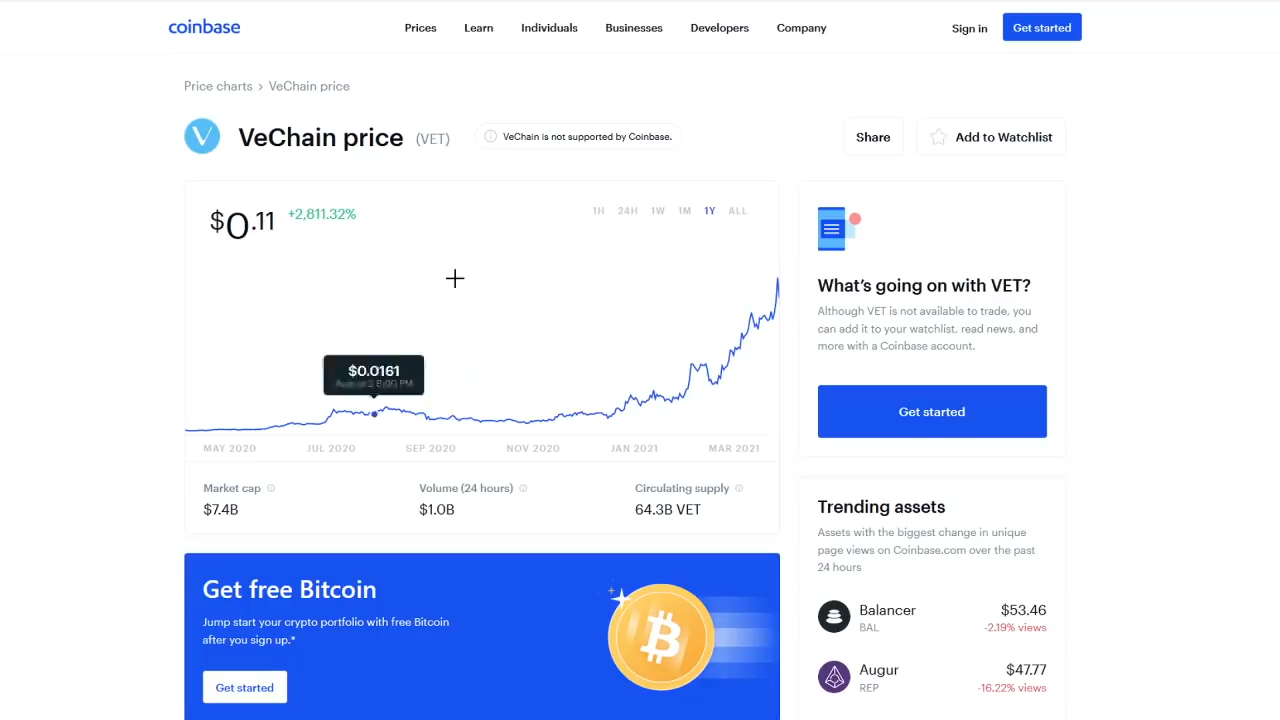 coinbase
Prices Learn Individuals Businesses Developers Company
Sign in Get started
Price charts › VeChain price
VeChain price (VET)
VeChain is not supported by Coinbase.
Share Add to Watchlist
$0.11 +2,811.32%
1H 24H 1W 1M 1Y ALL
$0.0161
PM
MAY 2020 JUL 2020 SEP 2020 NOV 2020 JAN 2021 MAR 2021
Market cap Volume (24 hours) Circulating supply
$7.4B $1.0B 64.3B VET
What's going on with VET?
Although VET is not available to trade, you
can add it to your watchlist, read news, and
more with a Coinbase account.
Get started
Get free Bitcoin
Jump start your crypto portfolio with free Bitcoin
after you sign up.*
Get started
Trending assets
Assets with the biggest change in unique
page views on Coinbase.com over the past
24 hours
Balancer $53.46
BAL -2.19% views
Augur $47.77
REP -16.22% views